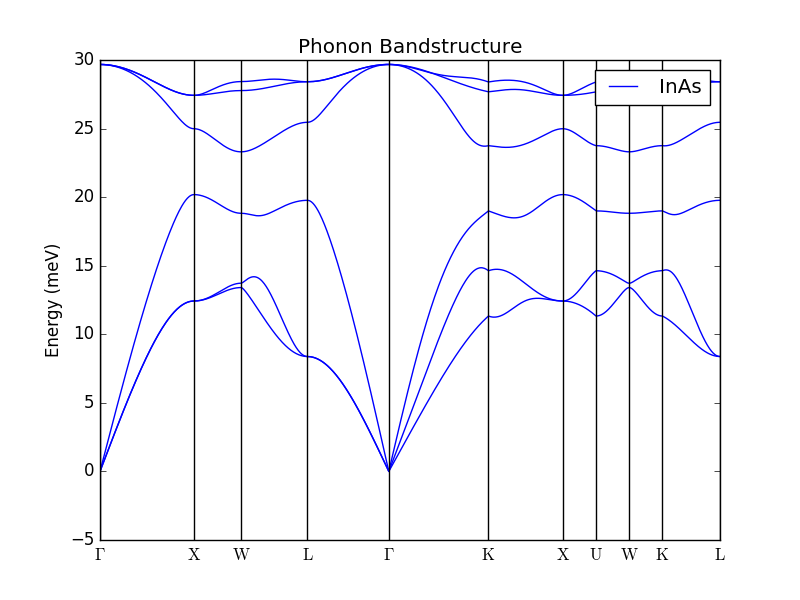 Phonon Bandstructure
InAs
Energy (meV)
30
25
20
15
10
5
0
−5
Γ X W L Γ K X U W K L